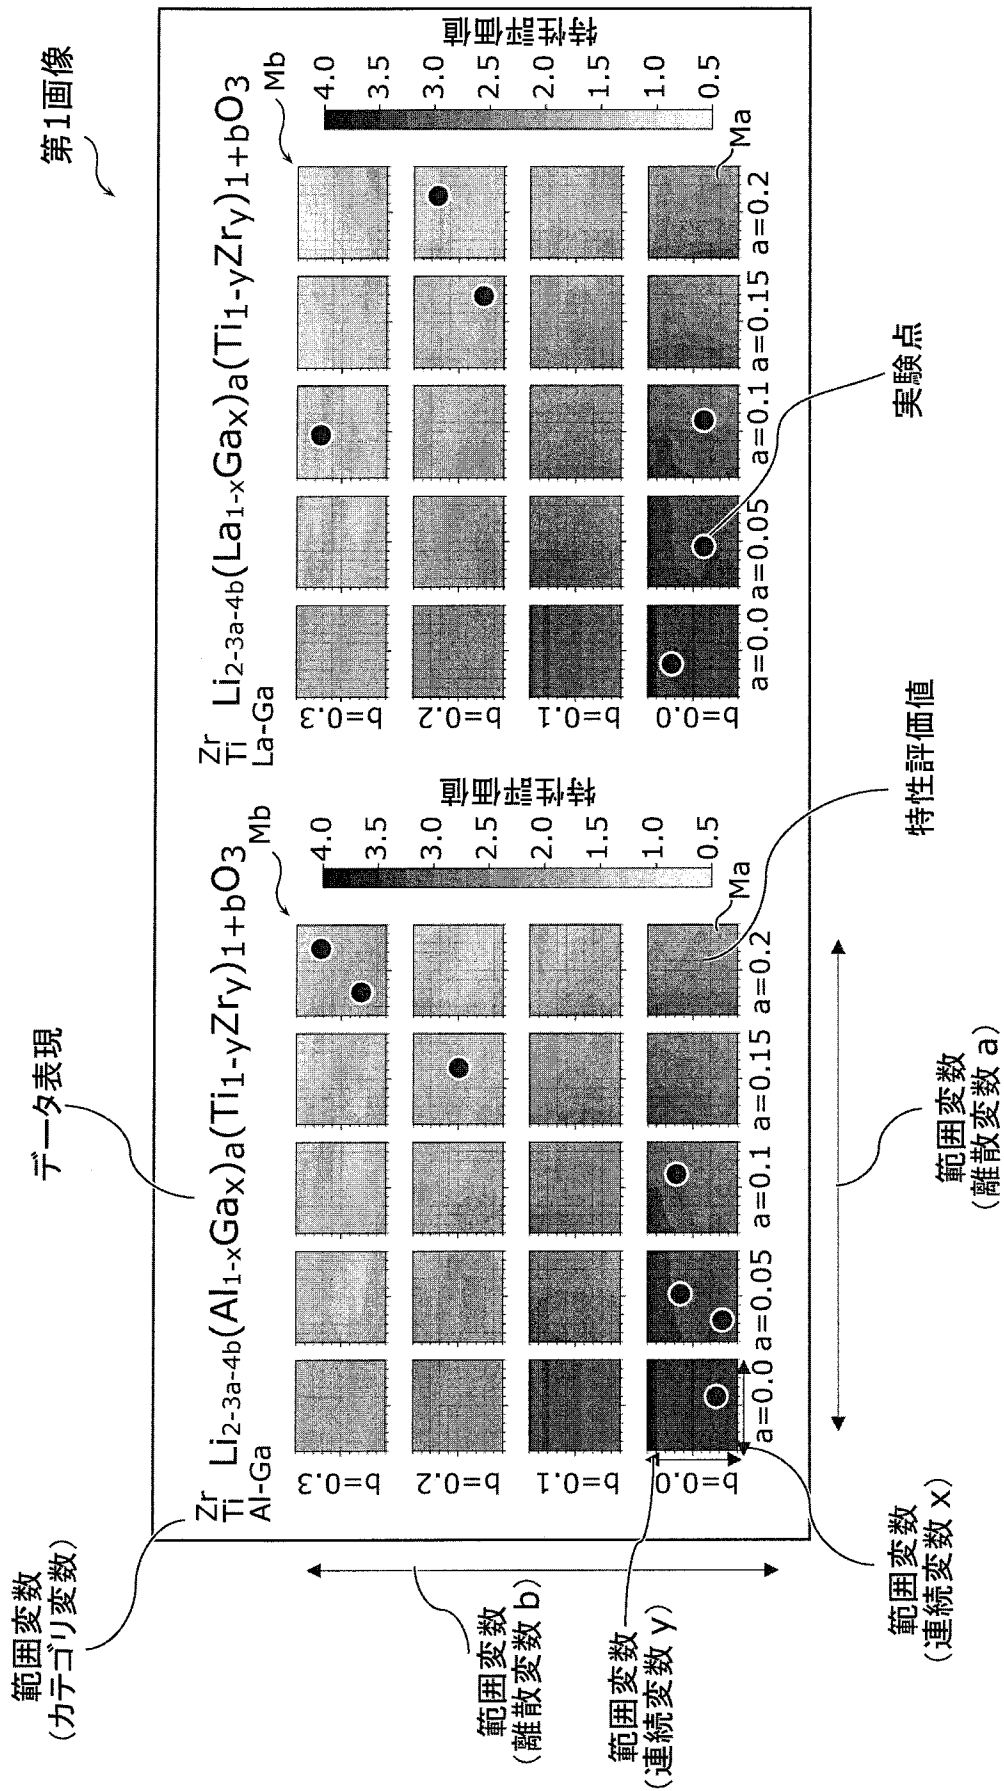 第1画像
データ表現
範囲変数
(カテゴリ変数)
Zr
Ti
Al-Ga
Li2-3a-4b(Al1-xGax)a(Ti1-yZry)1+bO3
Mb
b=0.3
b=0.2
b=0.1
b=0.0
a=0.0
a=0.05
a=0.1
a=0.15
a=0.2
Ma
4.0
3.5
3.0
2.5
2.0
1.5
1.0
0.5
特性評価値
Zr
Ti
La-Ga
Li2-3a-4b(La1-xGax)a(Ti1-yZry)1+bO3
Mb
b=0.3
b=0.2
b=0.1
b=0.0
a=0.0
a=0.05
a=0.1
a=0.15
a=0.2
Ma
4.0
3.5
3.0
2.5
2.0
1.5
1.0
0.5
特性評価値
範囲変数
(離散変数 b)
範囲変数
(連続変数 y)
範囲変数
(連続変数 x)
範囲変数
(離散変数 a)
特性評価値
実験点